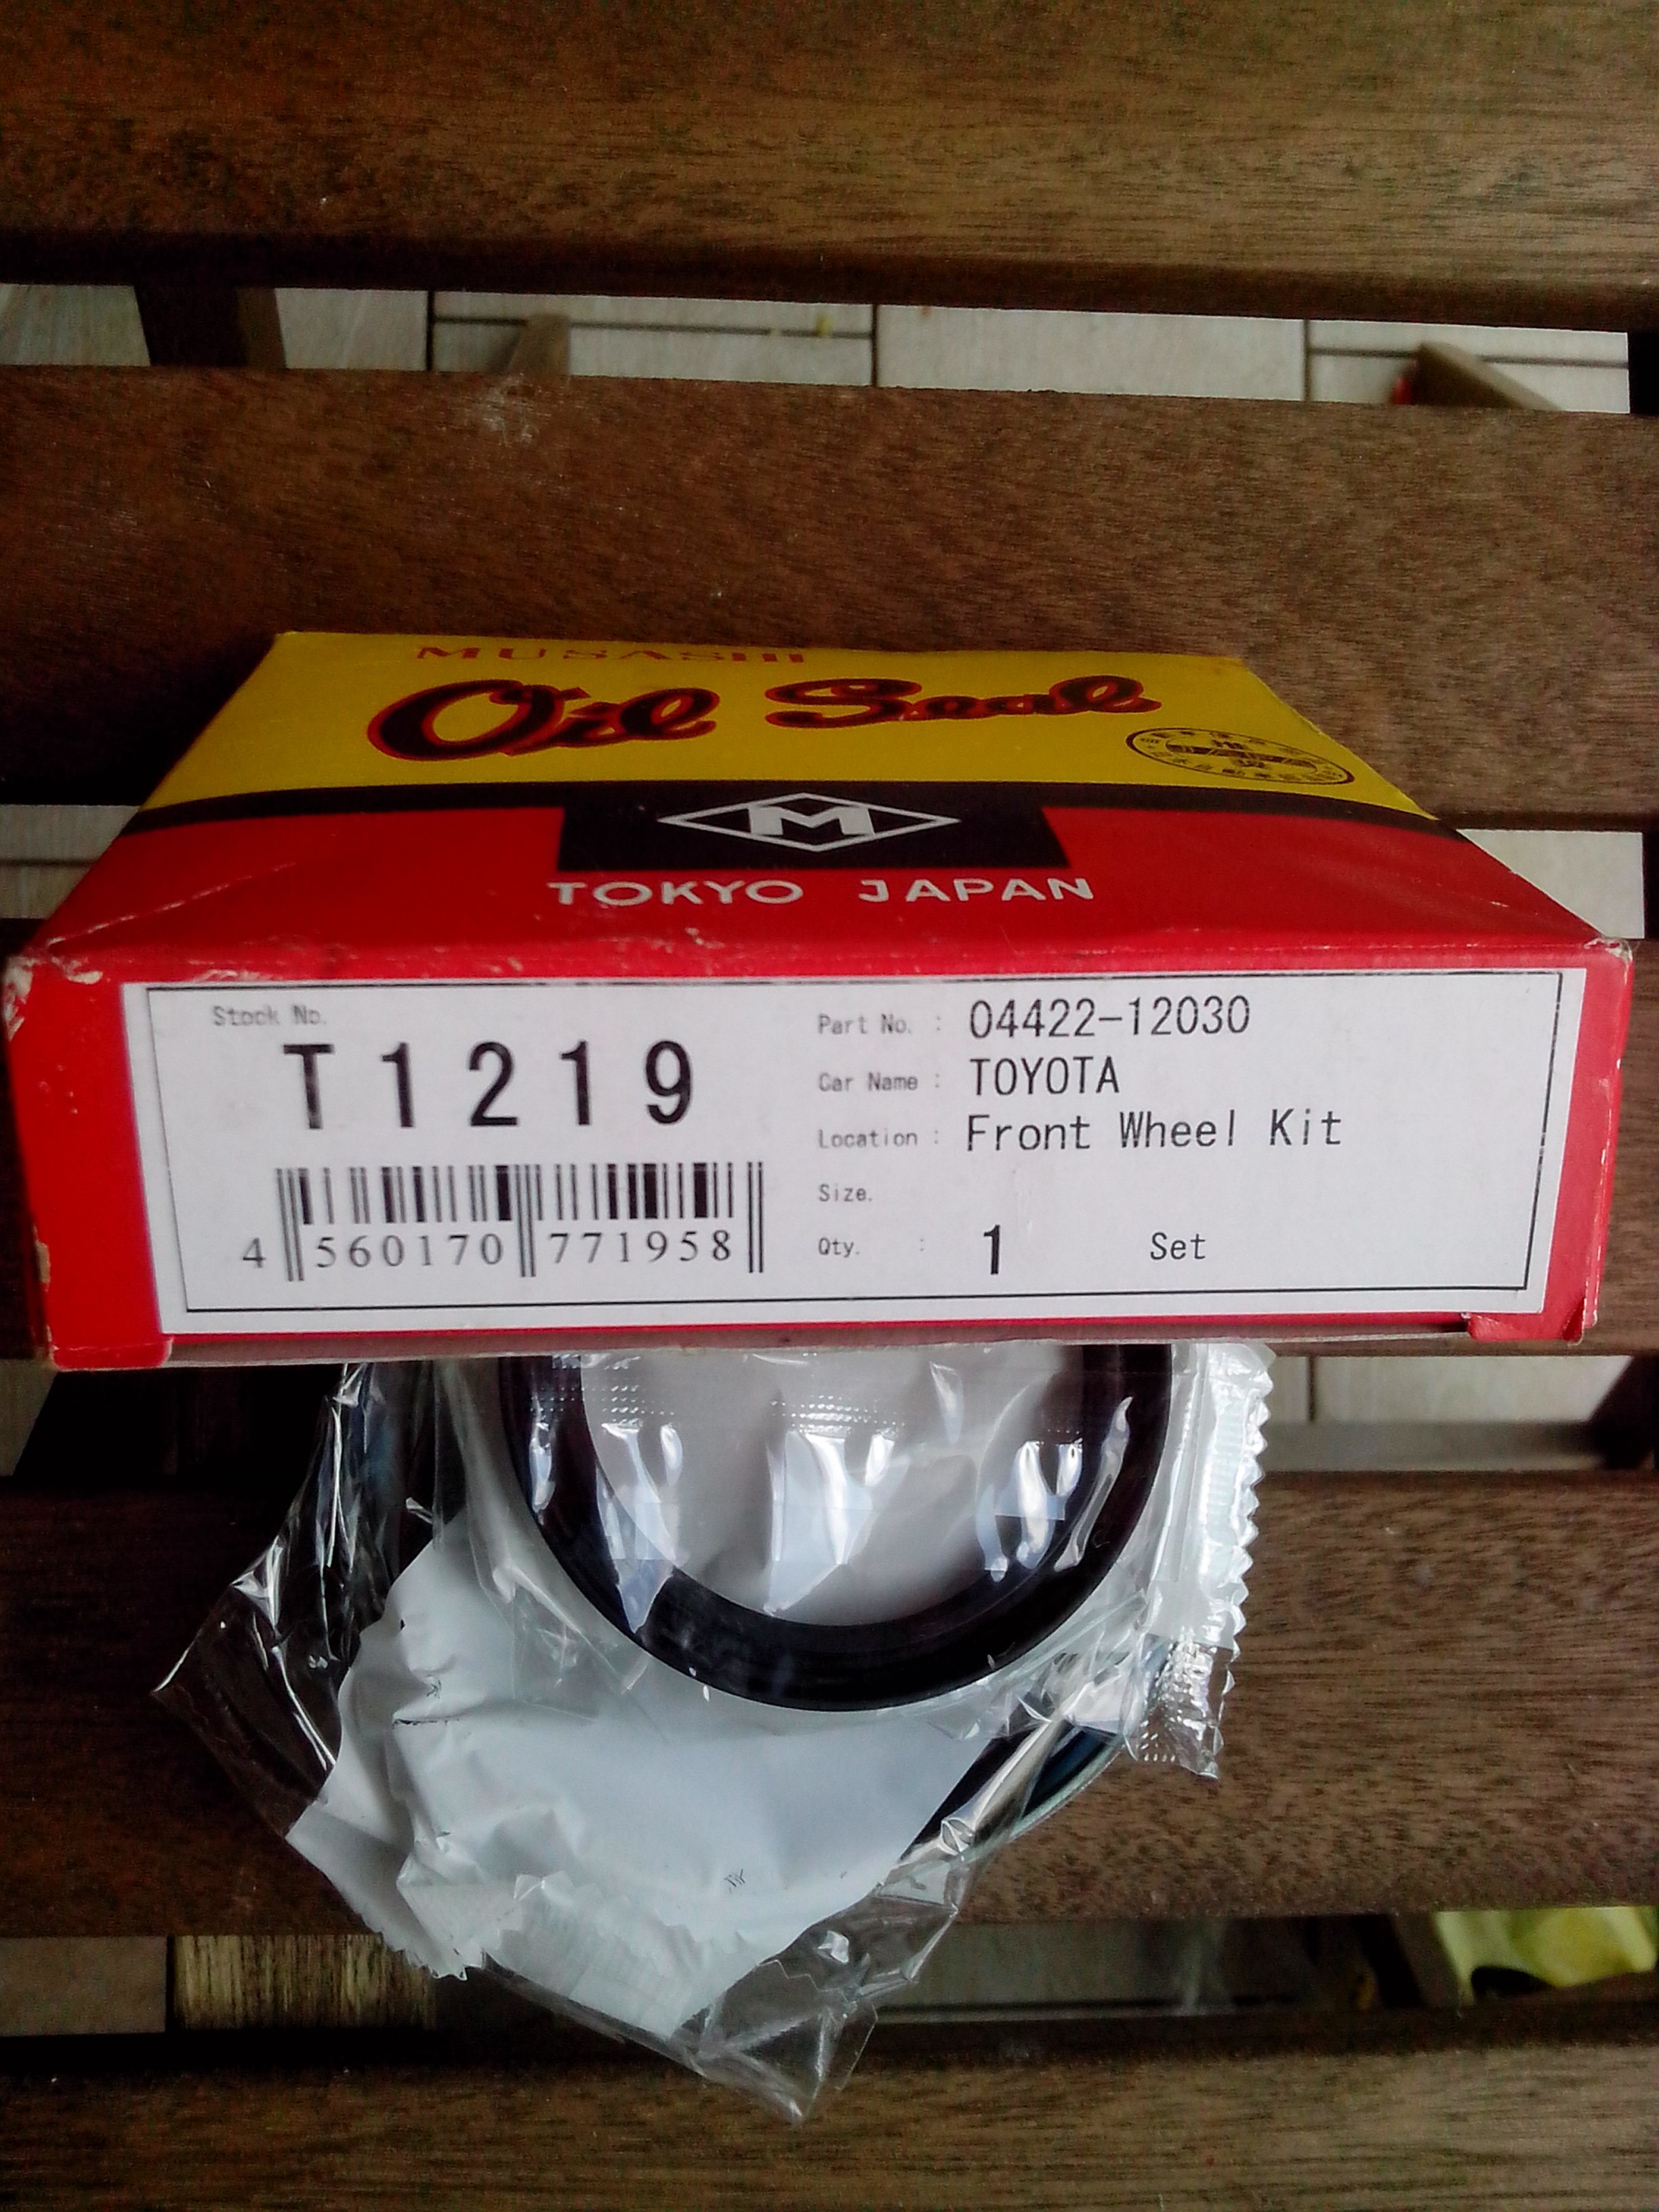 MUSASHI
Oil Seal
M
TOKYO JAPAN
Stock No.
T1219
4 560170 771958
Part No. : 04422-12030
Car Name : TOYOTA
Location : Front Wheel Kit
Size.
Qty. : 1 Set